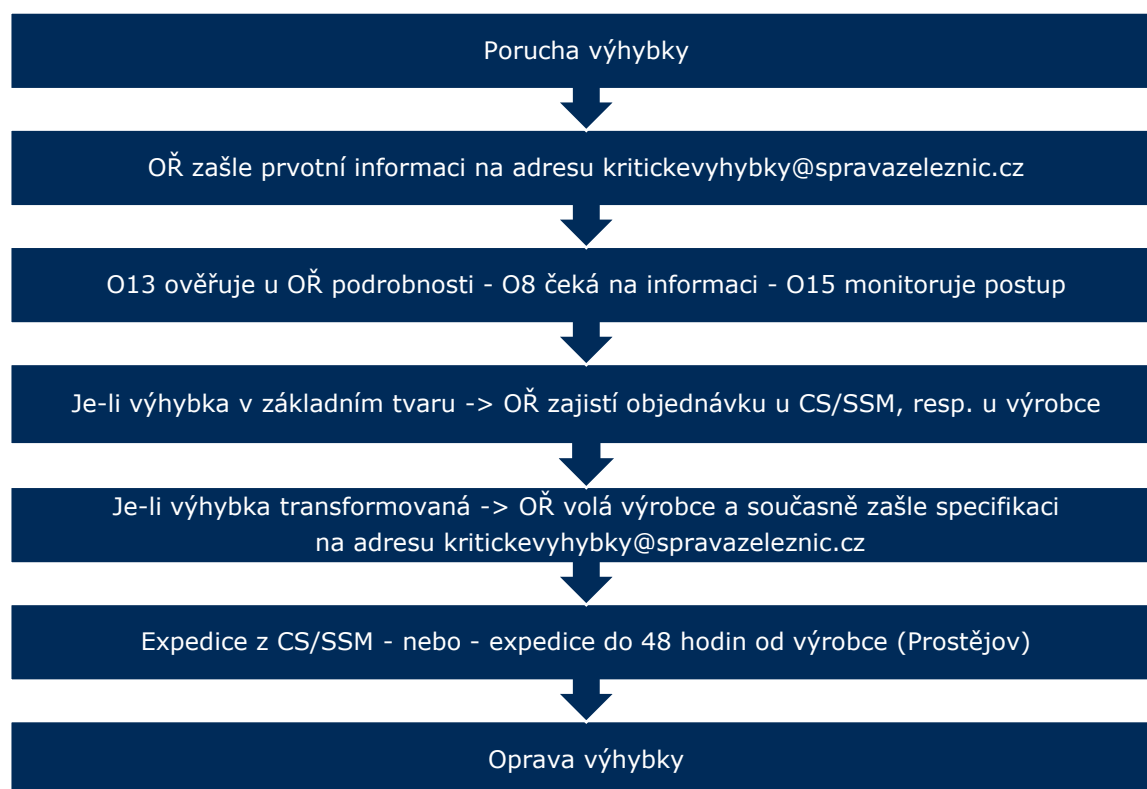 Porucha výhybky
OŘ zašle prvotní informaci na adresu kritickevyhybky@spravazeleznic.cz
O13 ověřuje u OŘ podrobnosti - O8 čeká na informaci - O15 monitoruje postup
Je-li výhybka v základním tvaru -> OŘ zajistí objednávku u CS/SSM, resp. u výrobce
Je-li výhybka transformovaná -> OŘ volá výrobce a současně zašle specifikaci
na adresu kritickevyhybky@spravazeleznic.cz
Expedice z CS/SSM - nebo - expedice do 48 hodin od výrobce (Prostějov)
Oprava výhybky